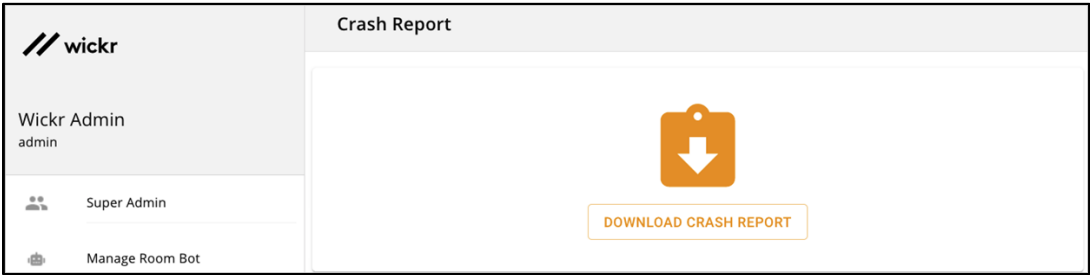 wickr
Wickr Admin
admin
Super Admin
Manage Room Bot
Crash Report
DOWNLOAD CRASH REPORT